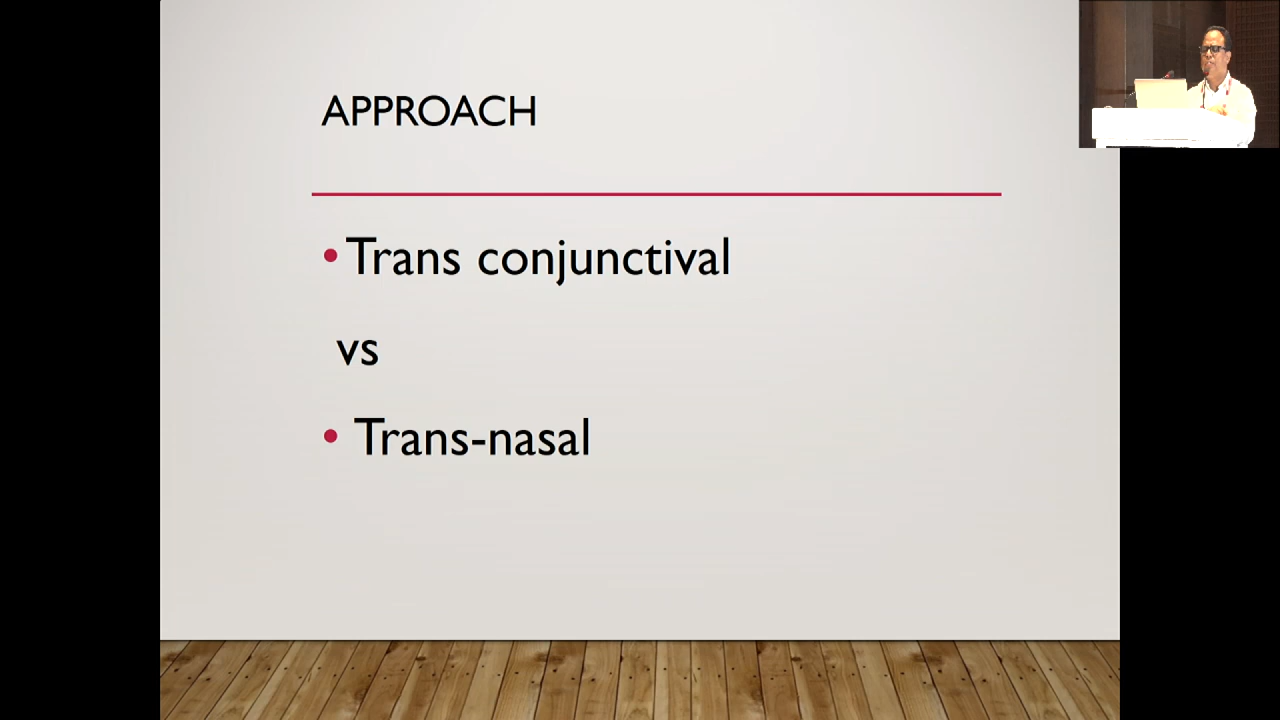 APPROACH
• Trans conjunctival
vs
• Trans-nasal